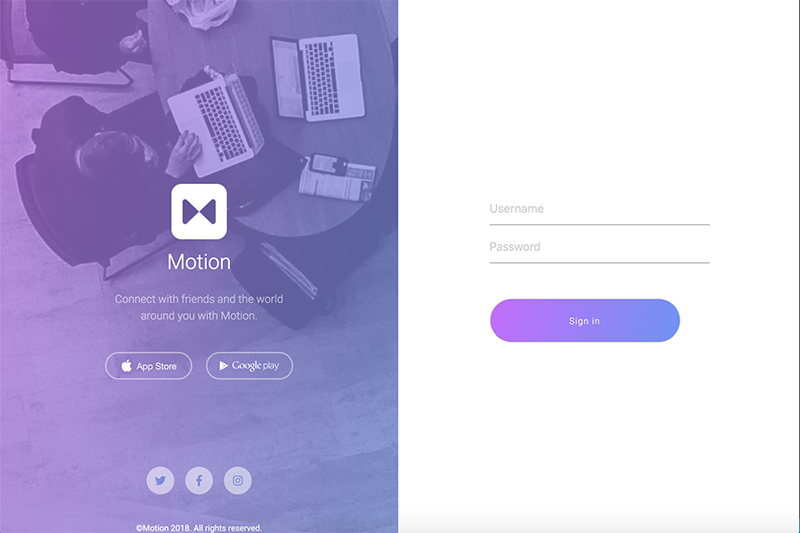 Motion
Connect with friends and the world
around you with Motion.
App Store
Google play
©Motion 2018. All rights reserved.
Username
Password
Sign in